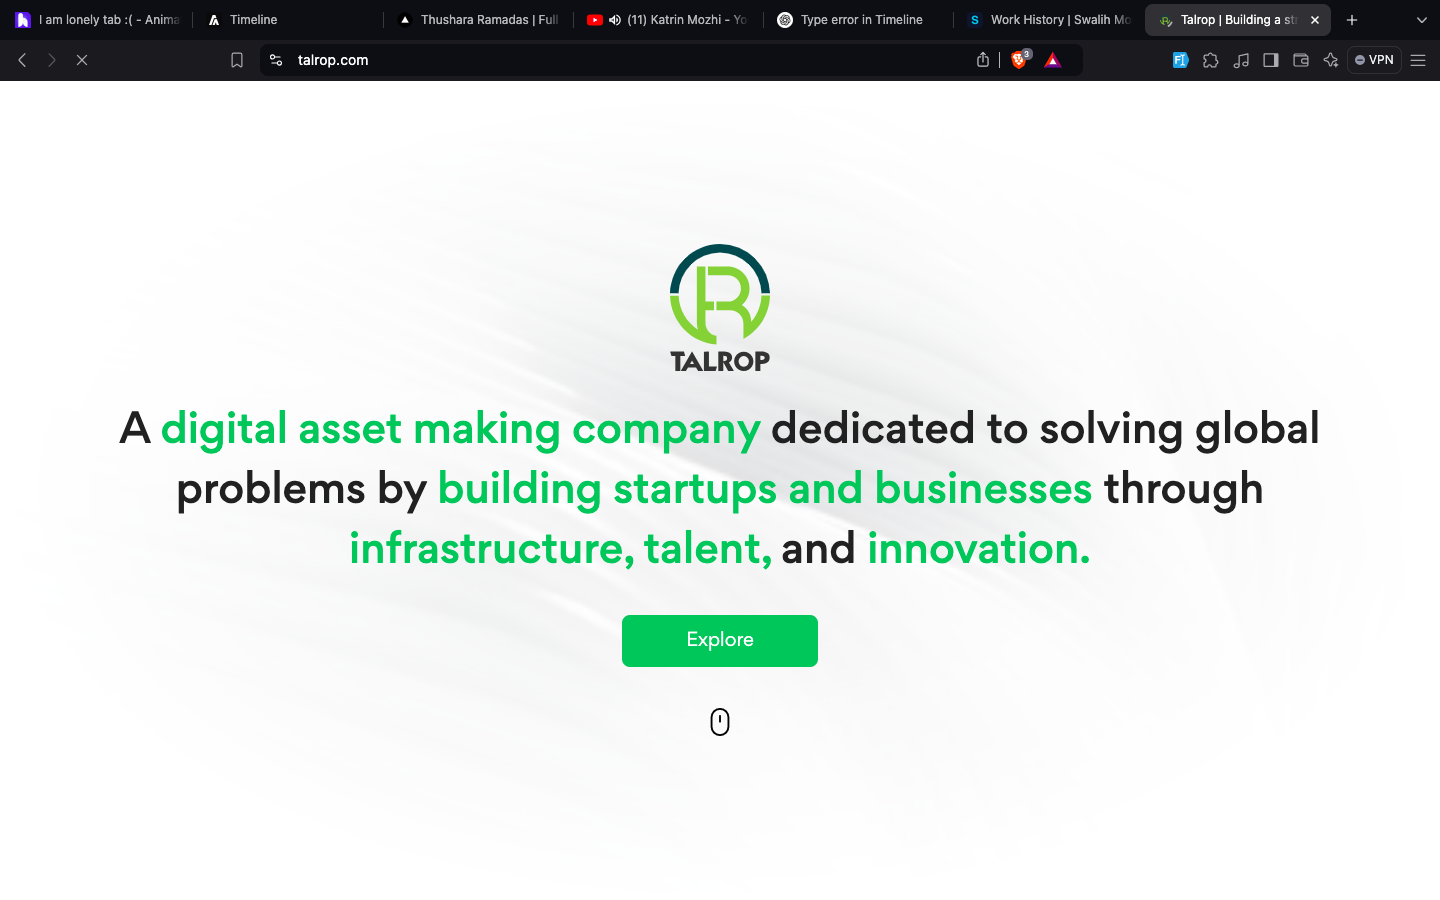 I am lonely tab :( - Anima
Timeline
Thushara Ramadas | Full
(11) Katrin Mozhi - Yo
Type error in Timeline
S Work History | Swalih Mo
Talrop | Building a str
talrop.com
3
VPN
TALROP
A digital asset making company dedicated to solving global
problems by building startups and businesses through
infrastructure, talent, and innovation.
Explore